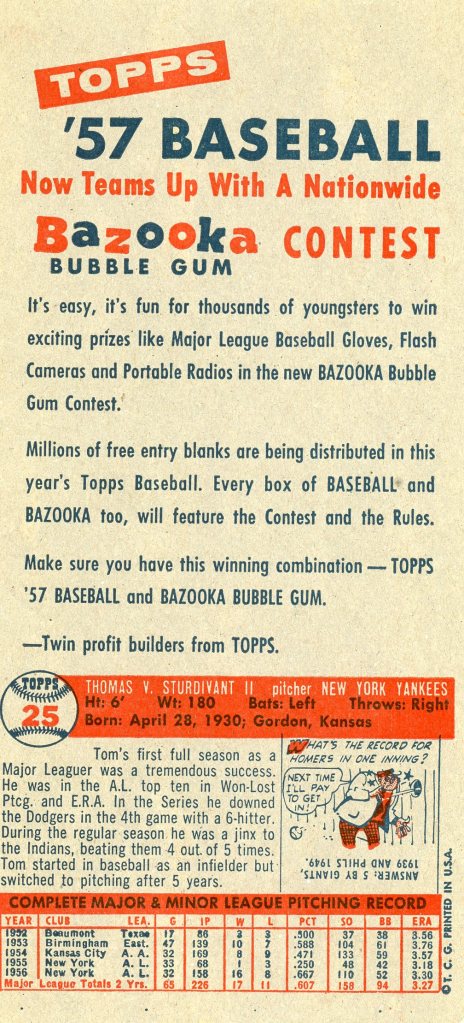 TOPPS
'57 BASEBALL
Now Teams Up With A Nationwide
Bazooka CONTEST
BUBBLE GUM
It's easy, it's fun for thousands of youngsters to win
exciting prizes like Major League Baseball Gloves, Flash
Cameras and Portable Radios in the new BAZOOKA Bubble
Gum Contest.
Millions of free entry blanks are being distributed in this
year's Topps Baseball. Every box of BASEBALL and
BAZOOKA too, will feature the Contest and the Rules.
Make sure you have this winning combination — TOPPS
'57 BASEBALL and BAZOOKA BUBBLE GUM.
—Twin profit builders from TOPPS.
TOPPS
25
THOMAS V. STURDIVANT II pitcher NEW YORK YANKEES
Ht: 6' Wt: 180 Bats: Left Throws: Right
Born: April 28, 1930; Gordon, Kansas
Tom's first full season as a
Major Leaguer was a tremendous success.
He was in the A.L. top ten in Won-Lost
Ptcg. and E.R.A. In the Series he downed
the Dodgers in the 4th game with a 6-hitter.
During the regular season he was a jinx to
the Indians, beating them 4 out of 5 times.
Tom started in baseball as an infielder but
switched to pitching after 5 years.
WHAT'S THE RECORD FOR
HOMERS IN ONE INNING?
NEXT TIME
I'LL PAY
TO GET
IN!
ANSWER: 5 BY GIANTS,
1939 AND PHILS 1949.
COMPLETE MAJOR & MINOR LEAGUE PITCHING RECORD
YEAR CLUB LEA. G IP W L PCT SO BB ERA
1952 Beaumont Texas 17 86 3 3 .500 37 38 3.56
1953 Birmingham East. 47 139 10 7 .588 104 61 3.76
1954 Kansas City A. A. 32 169 8 9 .471 133 59 3.57
1955 New York A. L. 33 68 1 3 .250 48 42 3.18
1956 New York A. L. 32 158 16 8 .667 110 52 3.30
Major League Totals 2 Yrs. 65 226 17 11 .607 158 94 3.27
© T. C. G. PRINTED IN U.S.A.